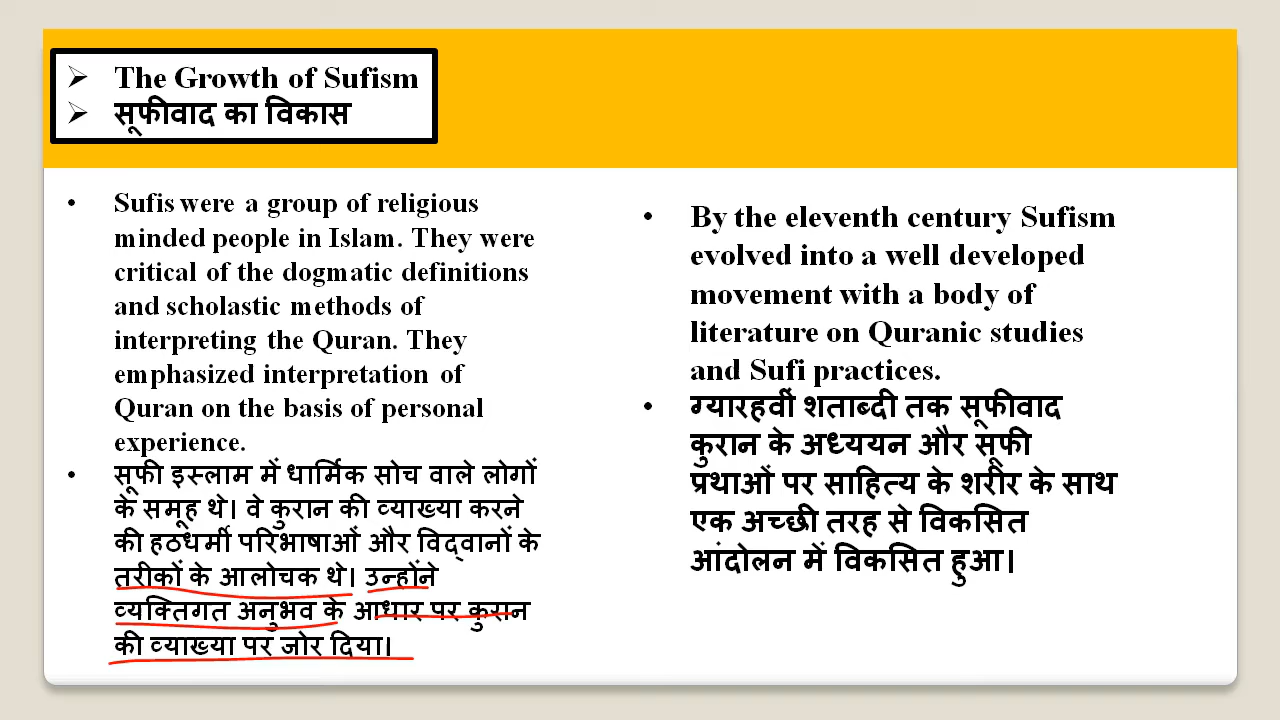 The Growth of Sufism
सूफीवाद का विकास
Sufis were a group of religious
minded people in Islam. They were
critical of the dogmatic definitions
and scholastic methods of
interpreting the Quran. They
emphasized interpretation of
Quran on the basis of personal
experience.
सूफी इस्लाम में धार्मिक सोच वाले लोगों
के समूह थे। वे कुरान की व्याख्या करने
की हठधर्मी परिभाषाओं और विद्वानों के
तरीकों के आलोचक थे। उन्होंने
व्यक्तिगत अनुभव के आधार पर कुरान
की व्याख्या पर जोर दिया।
By the eleventh century Sufism
evolved into a well developed
movement with a body of
literature on Quranic studies
and Sufi practices.
ग्यारहवीं शताब्दी तक सूफीवाद
कुरान के अध्ययन और सूफी
प्रथाओं पर साहित्य के शरीर के साथ
एक अच्छी तरह से विकसित
आंदोलन में विकसित हुआ।